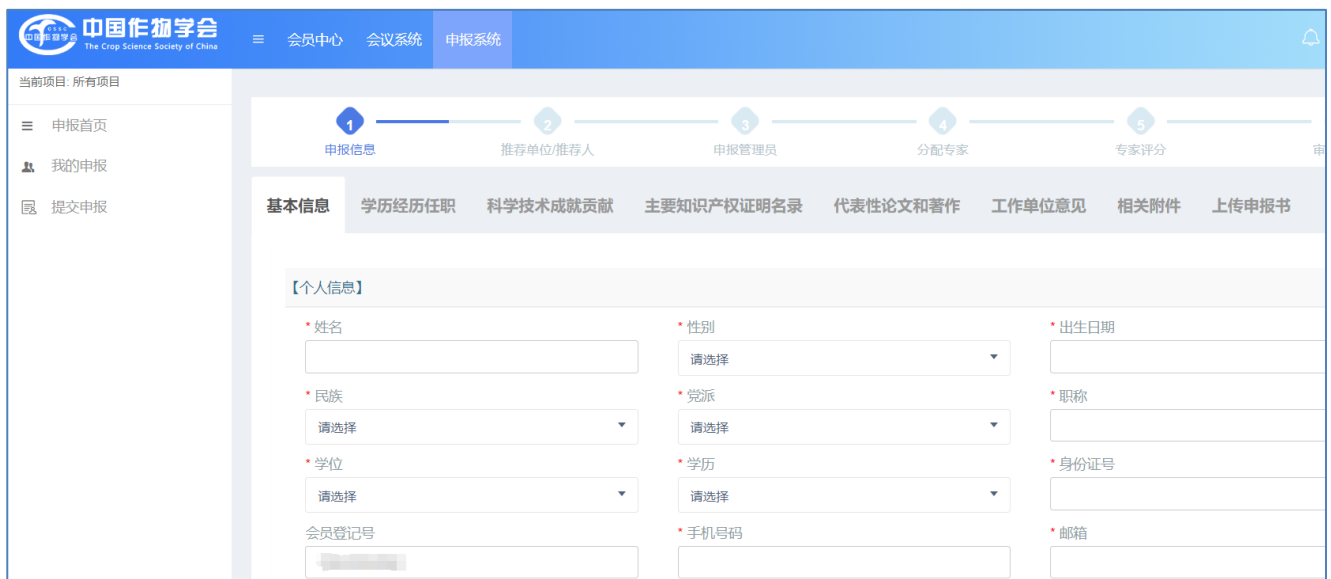 CSSC
中国作物学会
中国作物学会
The Crop Science Society of China
会员中心 会议系统 申报系统
当前项目: 所有项目
申报首页
我的申报
提交申报
1 2 3 4 5
申报信息 推荐单位/推荐人 申报管理员 分配专家 专家评分 审
基本信息 学历经历任职 科学技术成就贡献 主要知识产权证明名录 代表性论文和著作 工作单位意见 相关附件 上传申报书
【个人信息】
* 姓名 * 性别 * 出生日期
请选择
* 民族 * 党派 * 职称
请选择 请选择
* 学位 * 学历 * 身份证号
请选择 请选择
会员登记号 * 手机号码 * 邮箱